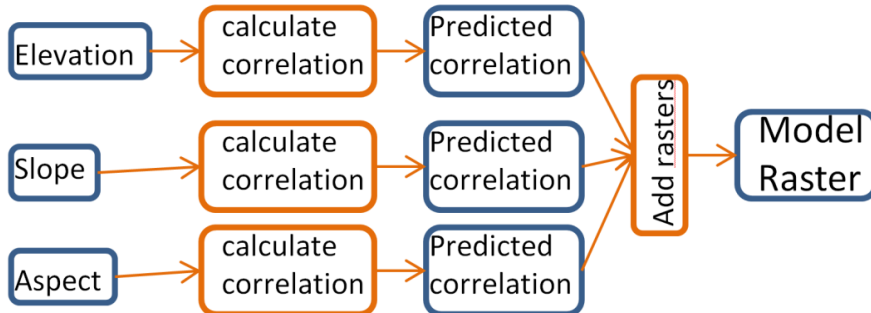 Elevation
calculate
correlation
Predicted
correlation
Slope
calculate
correlation
Predicted
correlation
Aspect
calculate
correlation
Predicted
correlation
Add rasters
Model
Raster